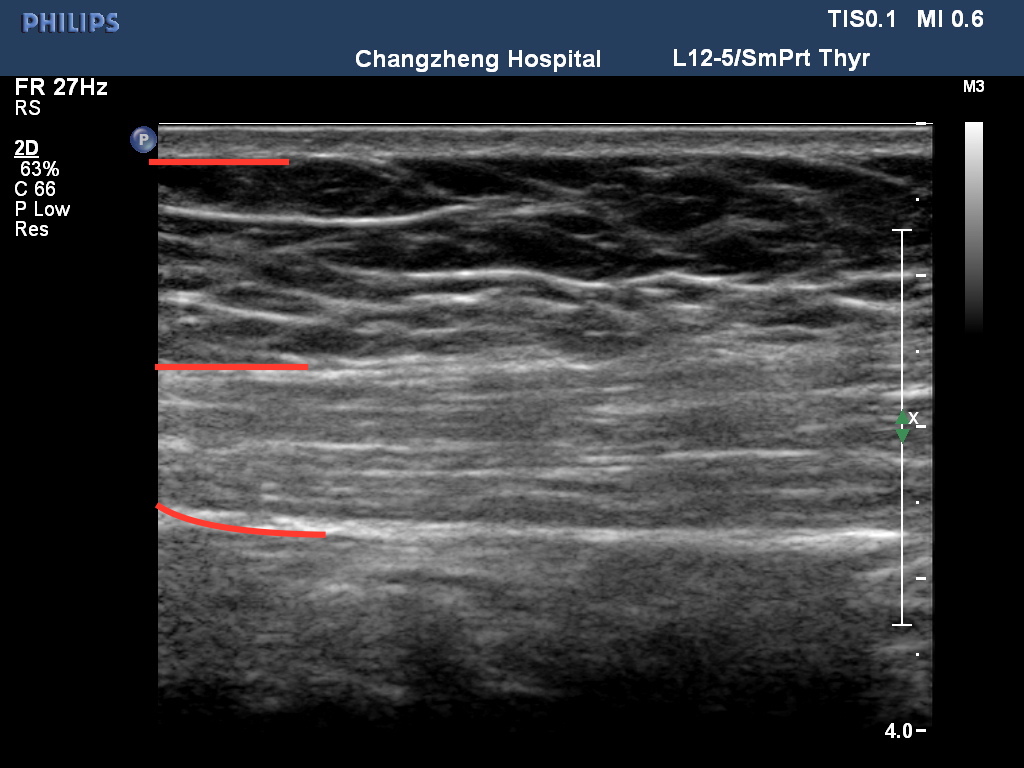 PHILIPS
TIS0.1 MI 0.6
Changzheng Hospital L12-5/SmPrt Thyr
FR 27Hz
RS
M3
P
2D
63%
C 66
P Low
Res
X
4.0